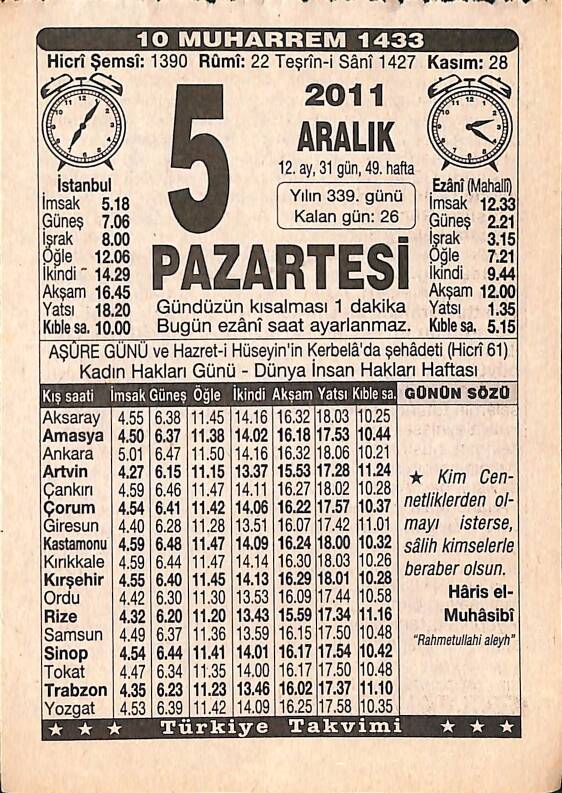 10 MUHARREM 1433
Hicrî Şemsî: 1390 Rûmî: 22 Teşrîn-i Sânî 1427 Kasım: 28
5
2011
ARALIK
12. ay, 31 gün, 49. hafta
Yılın 339. günü
Kalan gün: 26
PAZARTESİ
Gündüzün kısalması 1 dakika
Bugün ezânî saat ayarlanmaz.
İstanbul
İmsak 5.18
Güneş 7.06
İşrak 8.00
Öğle 12.06
İkindi 14.29
Akşam 16.45
Yatsı 18.20
Kıble sa. 10.00
Ezânî (Mahallî)
İmsak 12.33
Güneş 2.21
İşrak 3.15
Öğle 7.21
İkindi 9.44
Akşam 12.00
Yatsı 1.35
Kıble sa. 5.15
AŞÛRE GÜNÜ ve Hazret-i Hüseyin'in Kerbelâ'da şehâdeti (Hicrî 61)
Kadın Hakları Günü - Dünya İnsan Hakları Haftası
Kış saati İmsak Güneş Öğle İkindi Akşam Yatsı Kıble sa.
Aksaray 4.55 6.38 11.45 14.16 16.32 18.03 10.25
Amasya 4.50 6.37 11.38 14.02 16.18 17.53 10.44
Ankara 5.01 6.47 11.50 14.16 16.32 18.06 10.21
Artvin 4.27 6.15 11.15 13.37 15.53 17.28 11.24
Çankırı 4.59 6.46 11.47 14.11 16.27 18.02 10.28
Çorum 4.54 6.41 11.42 14.06 16.22 17.57 10.37
Giresun 4.40 6.28 11.28 13.51 16.07 17.42 11.01
Kastamonu 4.59 6.48 11.47 14.09 16.24 18.00 10.32
Kırıkkale 4.59 6.44 11.47 14.14 16.30 18.03 10.26
Kırşehir 4.55 6.40 11.45 14.13 16.29 18.01 10.28
Ordu 4.42 6.30 11.30 13.53 16.09 17.44 10.58
Rize 4.32 6.20 11.20 13.43 15.59 17.34 11.16
Samsun 4.49 6.37 11.36 13.59 16.15 17.50 10.48
Sinop 4.54 6.44 11.41 14.01 16.17 17.54 10.42
Tokat 4.47 6.34 11.35 14.00 16.17 17.50 10.48
Trabzon 4.35 6.23 11.23 13.46 16.02 17.37 11.10
Yozgat 4.53 6.39 11.42 14.09 16.25 17.58 10.35
GÜNÜN SÖZÜ
★ Kim Cen-
netliklerden ol-
mayı isterse,
sâlih kimselerle
beraber olsun.
Hâris el-
Muhâsibî
"Rahmetullahi aleyh"
★ ★ ★ Türkiye Takvimi ★ ★ ★